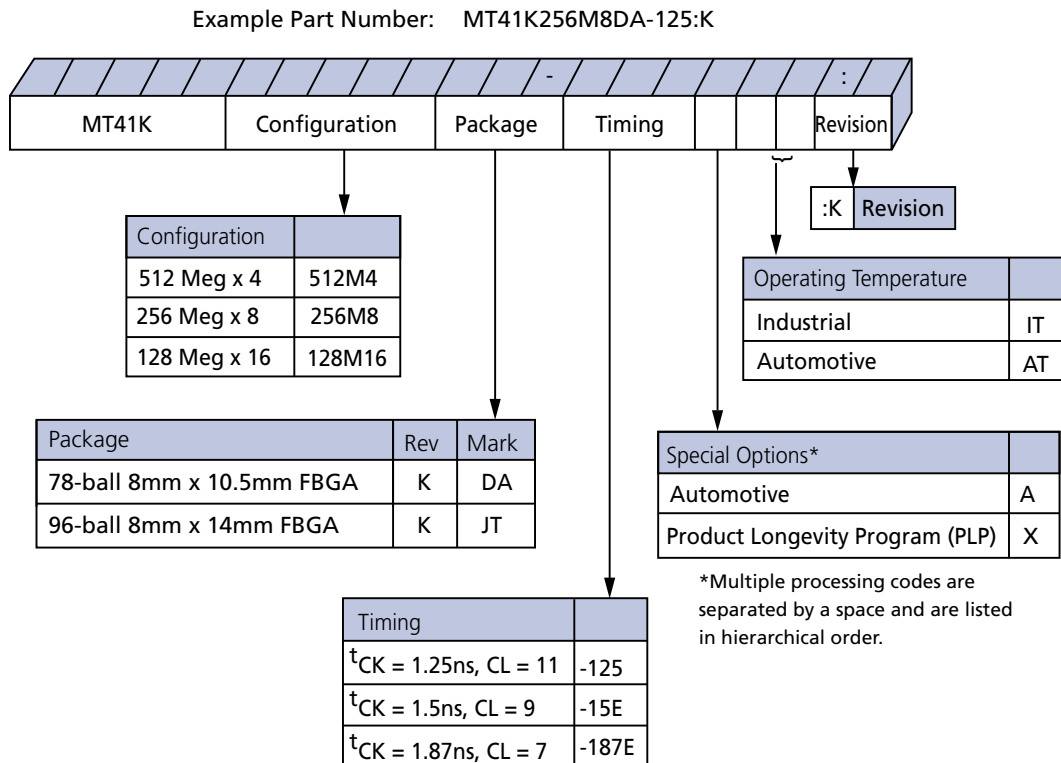 Example Part Number: MT41K256M8DA-125:K
- :
MT41K Configuration Package Timing Revision
:K Revision
Configuration
512 Meg x 4 512M4
256 Meg x 8 256M8
128 Meg x 16 128M16
Operating Temperature
Industrial IT
Automotive AT
Package Rev Mark
78-ball 8mm x 10.5mm FBGA K DA
96-ball 8mm x 14mm FBGA K JT
Special Options*
Automotive A
Product Longevity Program (PLP) X
*Multiple processing codes are
separated by a space and are listed
in hierarchical order.
Timing
tCK = 1.25ns, CL = 11 -125
tCK = 1.5ns, CL = 9 -15E
tCK = 1.87ns, CL = 7 -187E